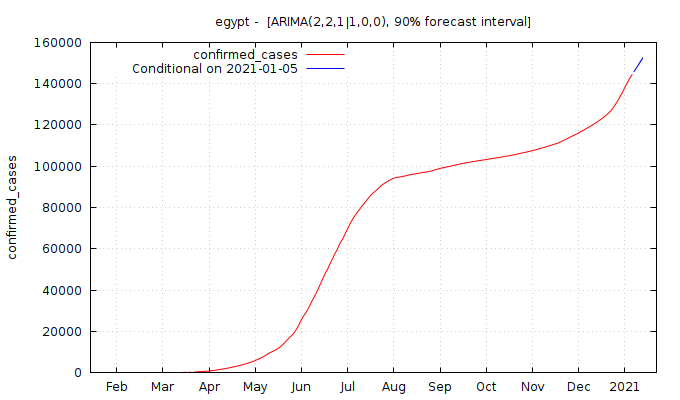 egypt -  [ARIMA(2,2,1|1,0,0), 90% forecast interval]
confirmed_cases
Conditional on 2021-01-05
confirmed_cases
160000
140000
120000
100000
80000
60000
40000
20000
0
Feb Mar Apr May Jun Jul Aug Sep Oct Nov Dec 2021